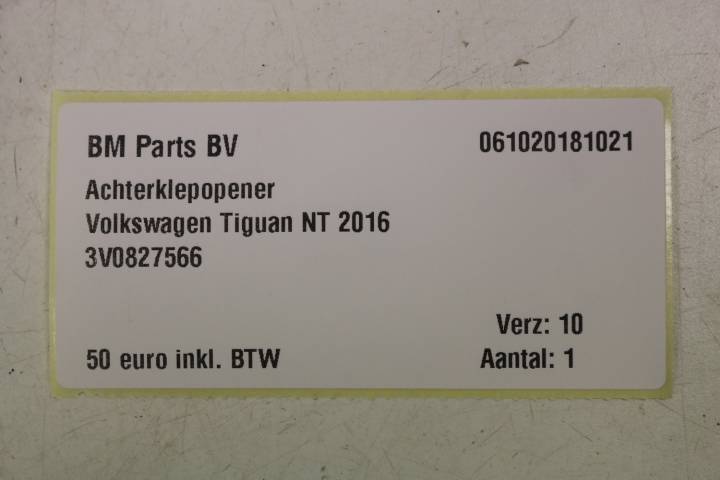 BM Parts BV 061020181021
Achterklepopener
Volkswagen Tiguan NT 2016
3V0827566
Verz: 10
50 euro inkl. BTW Aantal: 1